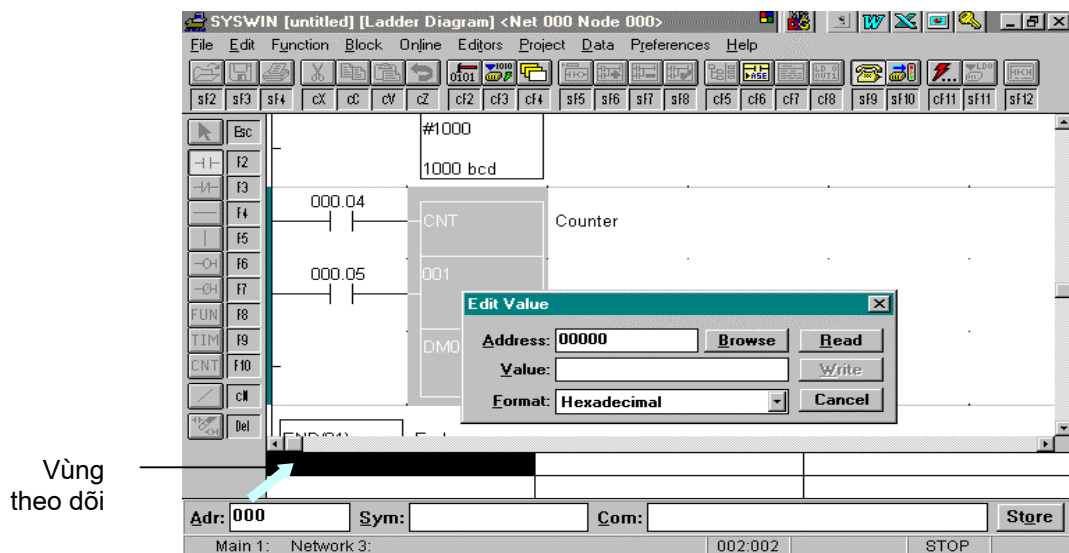 SYSWIN [untitled] [Ladder Diagram] <Net 000 Node 000>
File Edit Function Block Online Editors Project Data Preferences Help
sF2 sF3 sF4 cX cC cV cZ cF2 cF3 cF4 sF5 sF6 sF7 sF8 cF5 cF6 cF7 cF8 sF9 sF10 cF11 sF11 sF12
Esc
F2
F3
F4
F5
F6
F7
FUN F8
TIM F9
CNT F10
Del
#1000
1000 bcd
000.04
CNT
Counter
000.05
001
DM0
Edit Value
Address: 00000 Browse Read
Value: Write
Format: Hexadecimal Cancel
Vùng
theo dõi
Adr: 000 Sym: Com: Store
Main 1: Network 3: 002:002 STOP